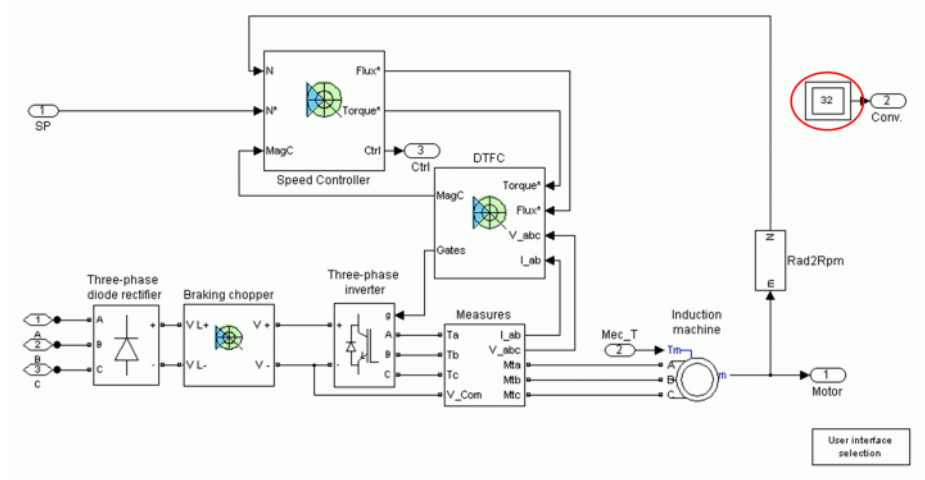 N
Flux*
32
2
Conv.
1
SP
N*
Torque*
MagC
Ctrl
3
Ctrl
Speed Controller
DTFC
Torque*
MagC
Flux*
V_abc
Gates
I_ab
N
Rad2Rpm
m
Three-phase
diode rectifier
Braking chopper
Three-phase
inverter
Measures
Induction
machine
1
A
A
+
V L+
V +
+
g
A
Ta
I_ab
Mec_T
2
Tm
2
B
B
B
Tb
V_abc
Mta
A
3
C
C
-
V L-
V -
-
C
Tc
Mtb
B
m
1
Motor
V_Com
Mtc
C
User interface
selection